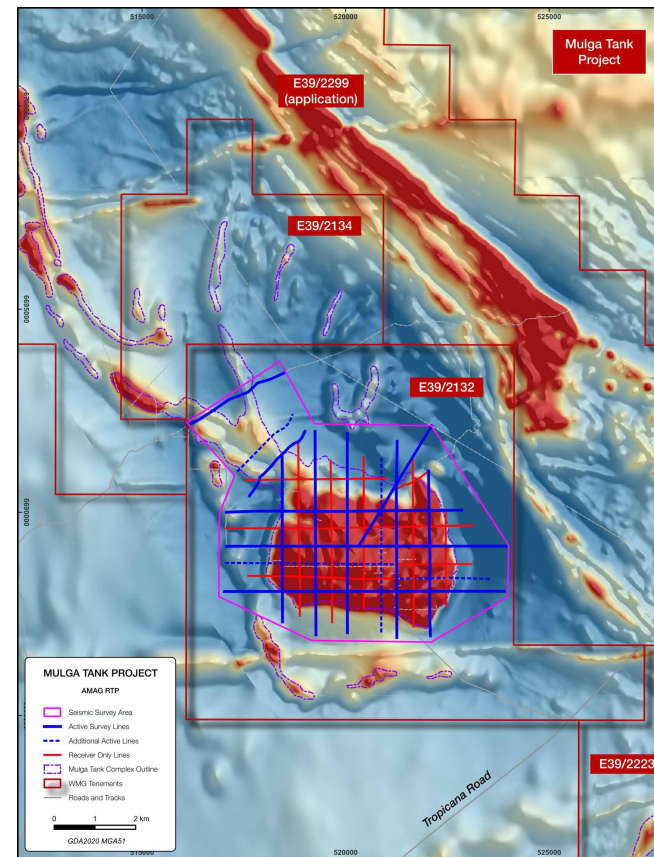 515000
520000
525000
Mulga Tank
Project
E39/2299
(application)
E39/2134
0005699
E39/2132
0000699
E39/2223
Tropicana Road
MULGA TANK PROJECT
AMAG RTP
Seismic Survey Area
Active Survey Lines
Additional Active Lines
Receiver Only Lines
Mulga Tank Complex Outline
WMG Tenements
Roads and Tracks
0 1 2 km
GDA2020 MGA51
515000
520000
525000